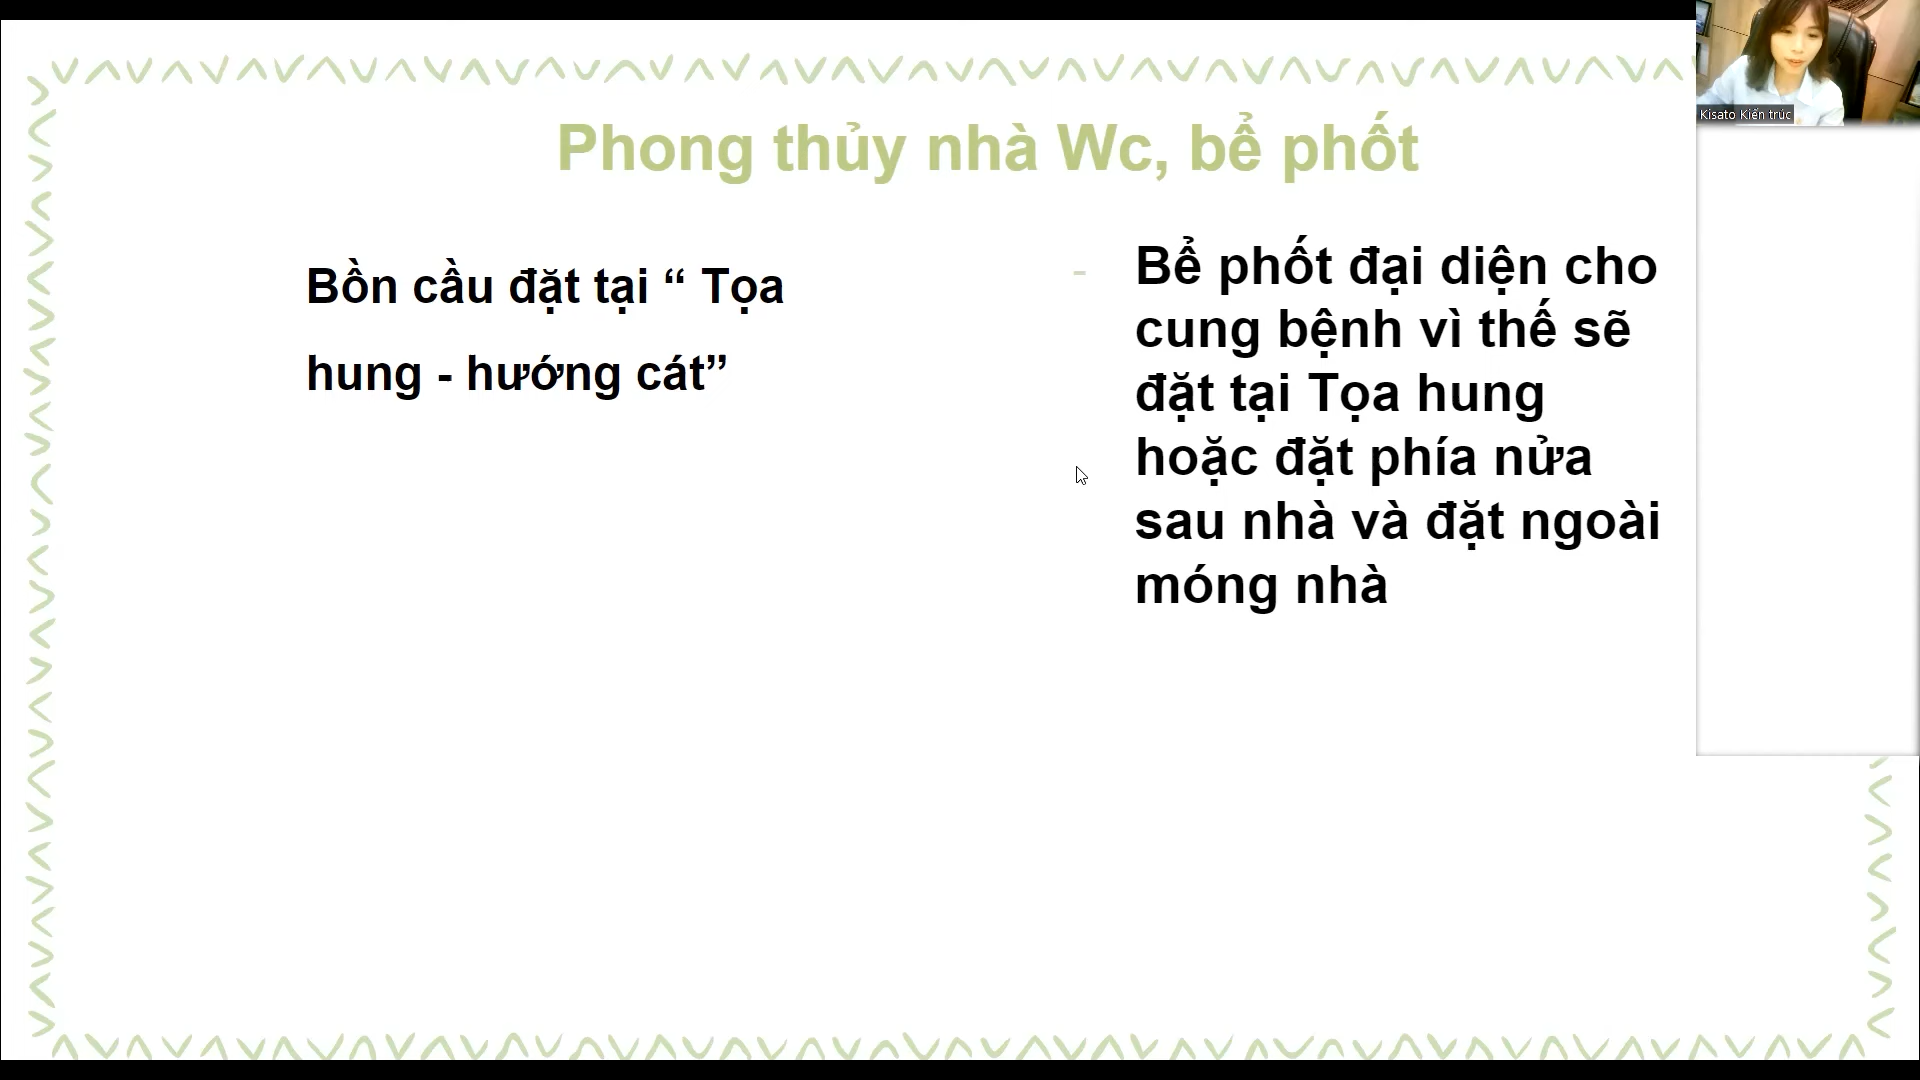 Phong thủy nhà Wc, bể phốt
Bồn cầu đặt tại “ Tọa
hung - hướng cát”
- Bể phốt đại diện cho
cung bệnh vì thế sẽ
đặt tại Tọa hung
hoặc đặt phía nửa
sau nhà và đặt ngoài
móng nhà
Kisato Kiến trúc